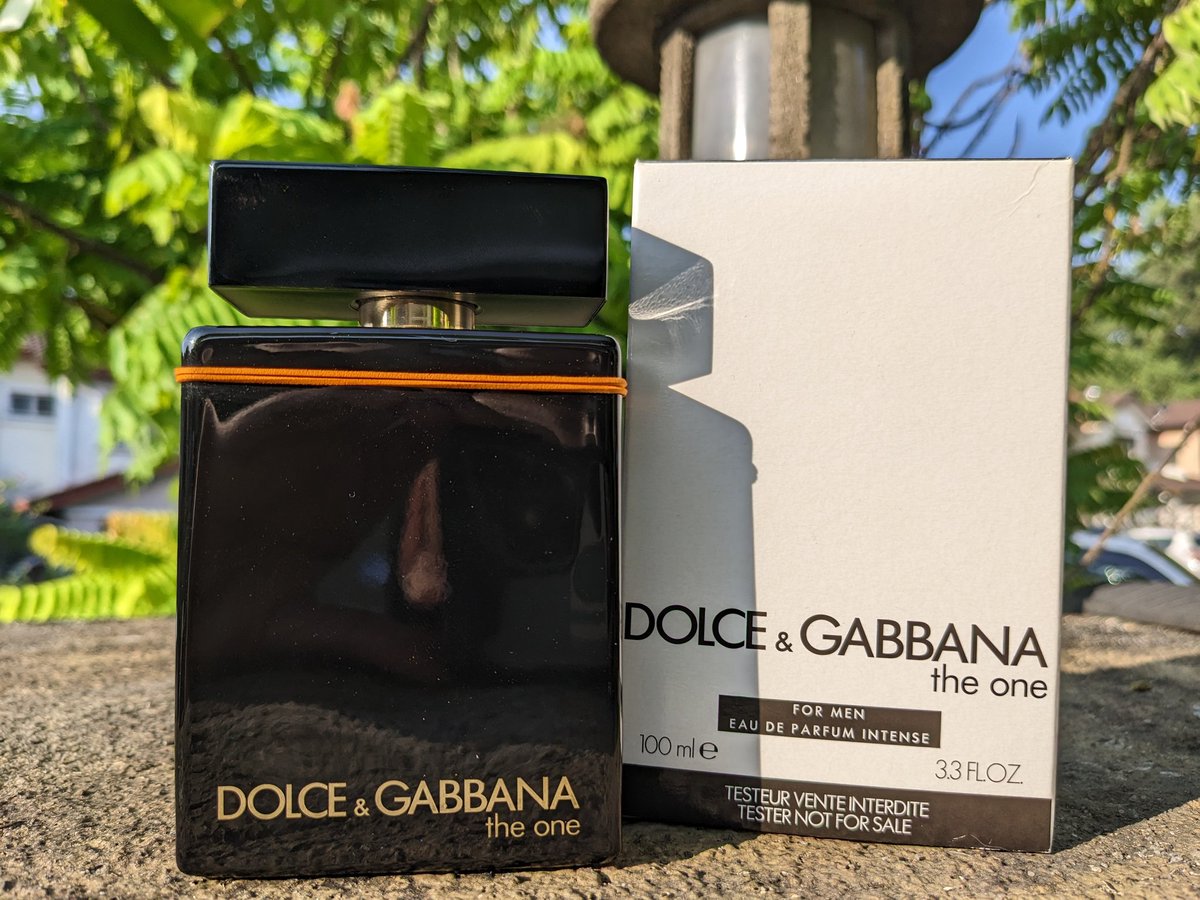 DOLCE & GABBANA
the one
DOLCE & GABBANA
the one
FOR MEN
EAU DE PARFUM INTENSE
100 ml e
3.3 FL.OZ.
TESTEUR VENTE INTERDITE
TESTER NOT FOR SALE